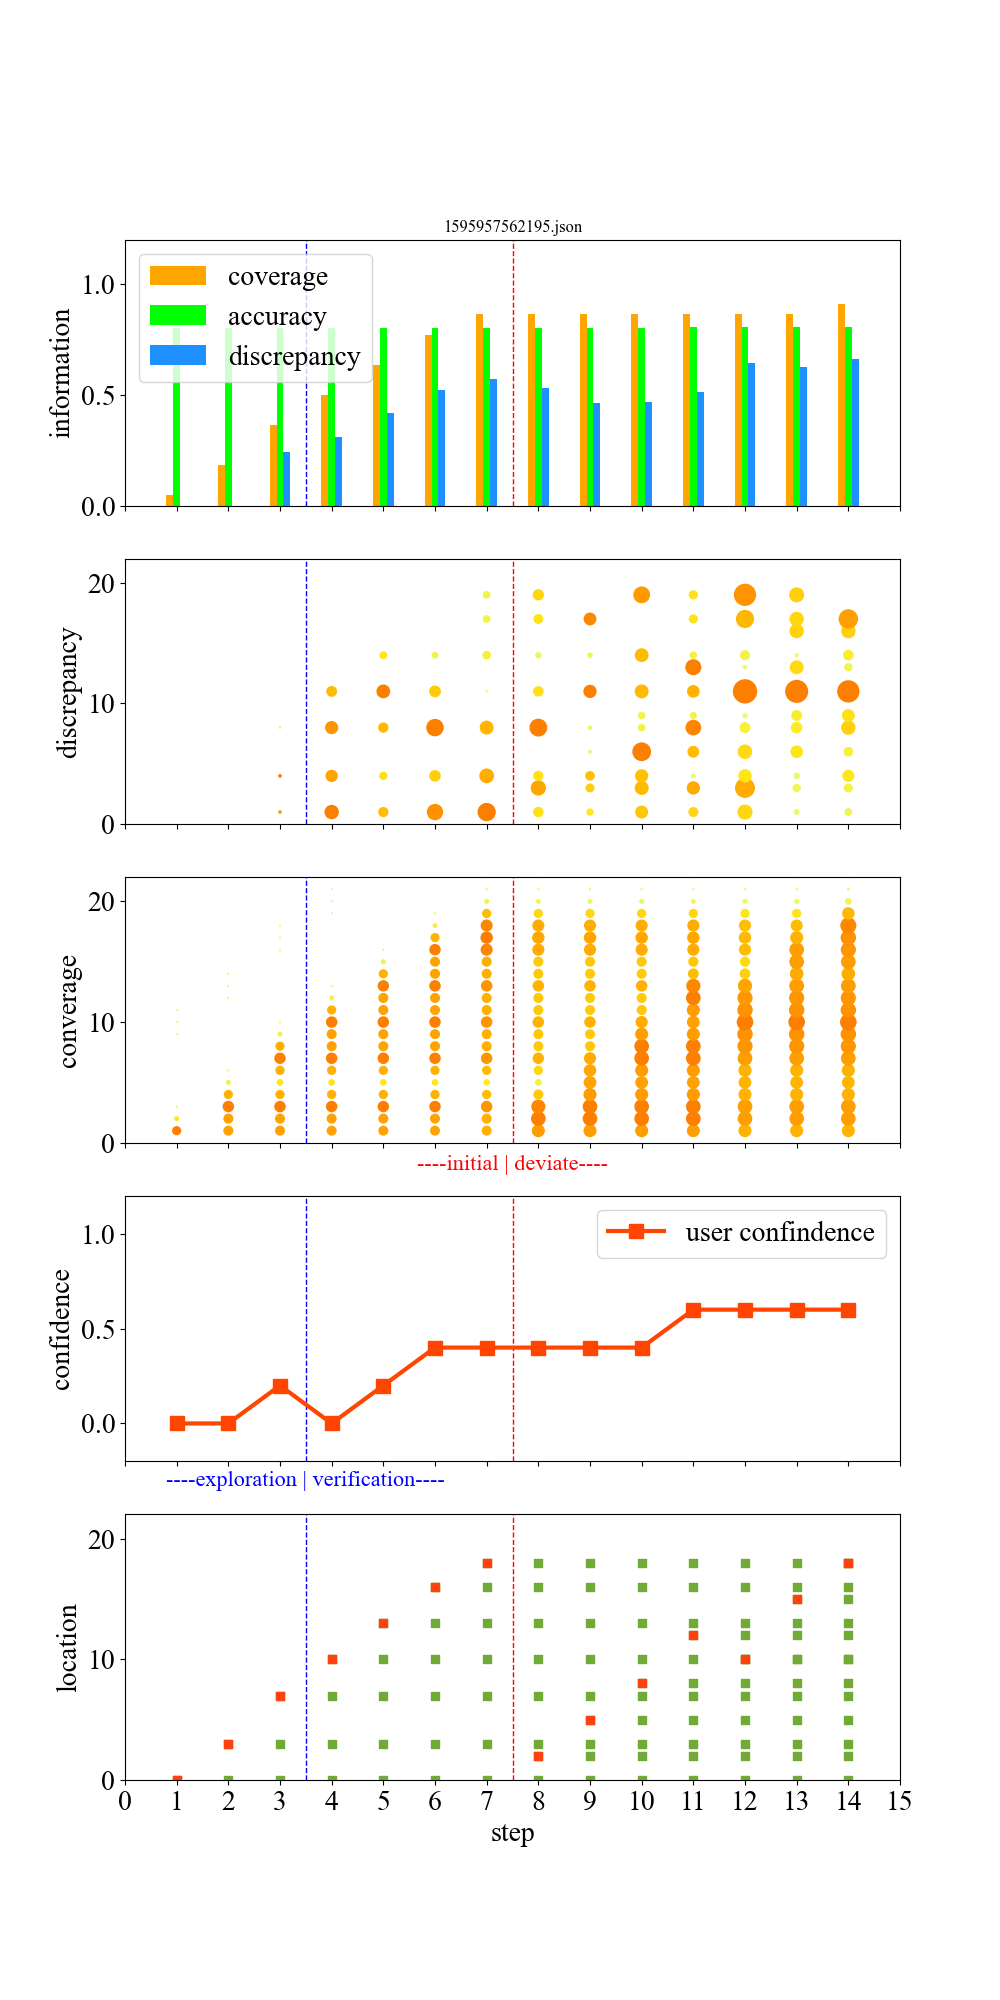 1595957562195.json
information
1.0
0.5
0.0
coverage
accuracy
discrepancy
discrepancy
20
10
0
converage
20
10
0
----initial | deviate----
confidence
1.0
0.5
0.0
user confindence
----exploration | verification----
location
20
10
0
0 1 2 3 4 5 6 7 8 9 10 11 12 13 14 15
step